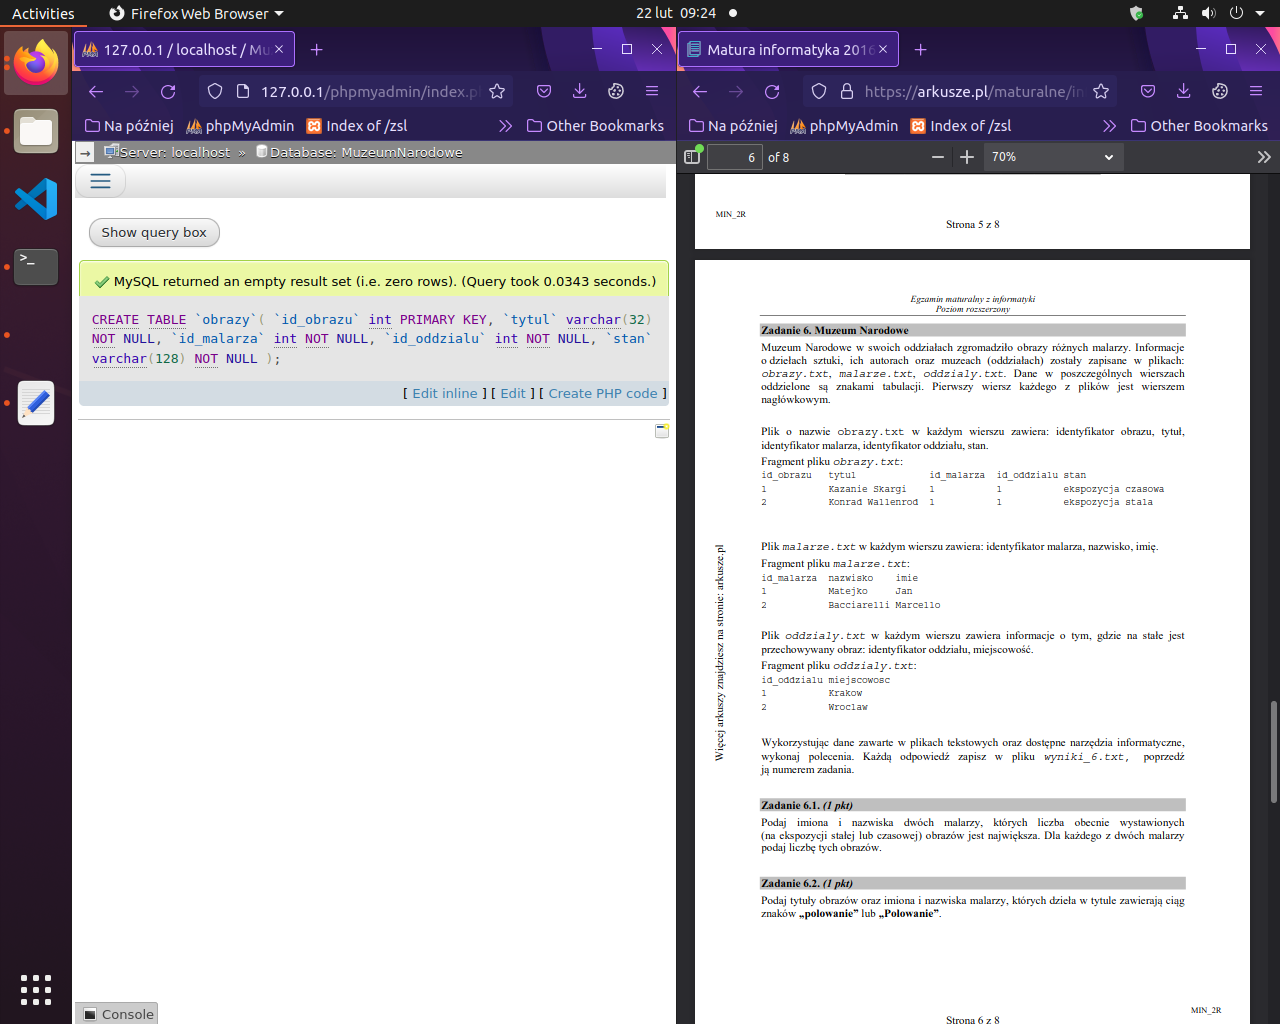 Activities
Firefox Web Browser
22 lut 09:24
127.0.0.1 / localhost / Mu
127.0.0.1/phpmyadmin/index.p
Na później
phpMyAdmin
Index of /zsl
Other Bookmarks
Server: localhost » Database: MuzeumNarodowe
Show query box
MySQL returned an empty result set (i.e. zero rows). (Query took 0.0343 seconds.)
CREATE TABLE `obrazy`( `id_obrazu` int PRIMARY KEY, `tytul` varchar(32)
NOT NULL, `id_malarza` int NOT NULL, `id_oddzialu` int NOT NULL, `stan`
varchar(128) NOT NULL );
[ Edit inline ] [ Edit ] [ Create PHP code ]
Console
Matura informatyka 2016
https://arkusze.pl/maturalne/in
Na później
phpMyAdmin
Index of /zsl
Other Bookmarks
6 of 8
70%
MIN_2R
Strona 5 z 8
Egzamin maturalny z informatyki
Poziom rozszerzony
Zadanie 6. Muzeum Narodowe
Muzeum Narodowe w swoich oddziałach zgromadziło obrazy różnych malarzy. Informacje
o dziełach sztuki, ich autorach oraz muzeach (oddziałach) zostały zapisane w plikach:
obrazy.txt, malarze.txt, oddzialy.txt. Dane w poszczególnych wierszach
oddzielone są znakami tabulacji. Pierwszy wiersz każdego z plików jest wierszem
nagłówkowym.
Plik o nazwie obrazy.txt w każdym wierszu zawiera: identyfikator obrazu, tytuł,
identyfikator malarza, identyfikator oddziału, stan.
Fragment pliku obrazy.txt:
id_obrazu tytul id_malarza id_oddzialu stan
1 Kazanie Skargi 1 1 ekspozycja czasowa
2 Konrad Wallenrod 1 1 ekspozycja stala
Plik malarze.txt w każdym wierszu zawiera: identyfikator malarza, nazwisko, imię.
Fragment pliku malarze.txt:
id_malarza nazwisko imie
1 Matejko Jan
2 Bacciarelli Marcello
Plik oddzialy.txt w każdym wierszu zawiera informacje o tym, gdzie na stałe jest
przechowywany obraz: identyfikator oddziału, miejscowość.
Fragment pliku oddzialy.txt:
id_oddzialu miejscowosc
1 Krakow
2 Wroclaw
Więcej arkuszy znajdziesz na stronie: arkusze.pl
Wykorzystując dane zawarte w plikach tekstowych oraz dostępne narzędzia informatyczne,
wykonaj polecenia. Każdą odpowiedź zapisz w pliku wyniki_6.txt, poprzedź
ją numerem zadania.
Zadanie 6.1. (1 pkt)
Podaj imiona i nazwiska dwóch malarzy, których liczba obecnie wystawionych
(na ekspozycji stałej lub czasowej) obrazów jest największa. Dla każdego z dwóch malarzy
podaj liczbę tych obrazów.
Zadanie 6.2. (1 pkt)
Podaj tytuły obrazów oraz imiona i nazwiska malarzy, których dzieła w tytule zawierają ciąg
znaków „polowanie” lub „Polowanie”.
MIN_2R
Strona 6 z 8